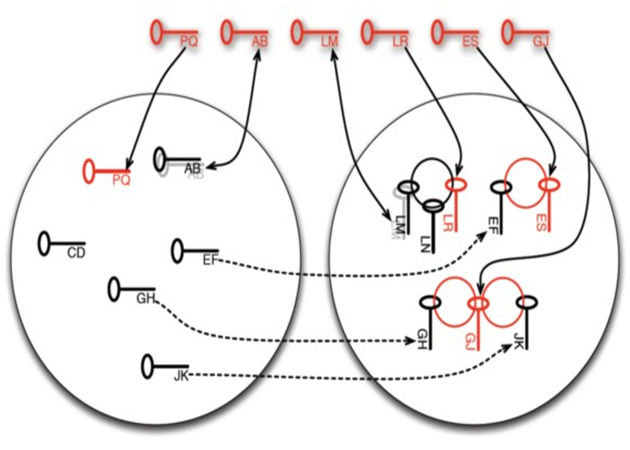 PQ AB LM LR ES GJ
AB
AB
PQ
CD
EF
GH
JK
LM
LM
LN
LR
EF
ES
GH
GJ
JK